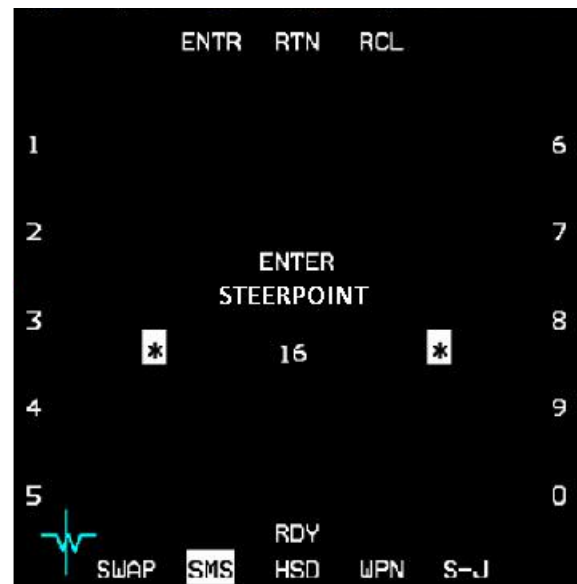 ENTR RTN RCL
1 6
2 7
ENTER
STEERPOINT
3 8
* 16 *
4 9
5 0
RDY
SWAP SMS HSD WPN S-J